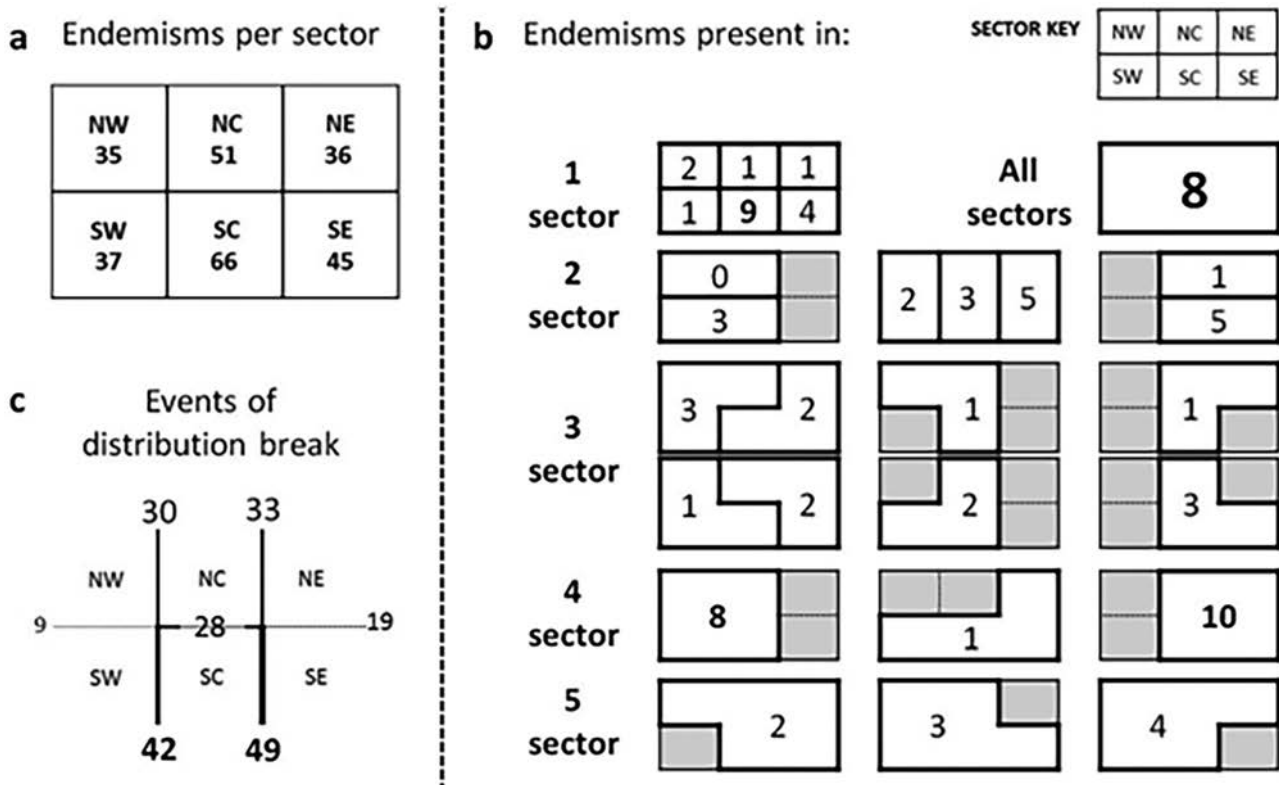 a Endemisms per sector
NW NC NE
35 51 36
SW SC SE
37 66 45
c Events of
distribution break
30 33
NW NC NE
9 28 19
SW SC SE
42 49
b Endemisms present in:
SECTOR KEY
NW NC NE
SW SC SE
1
sector
2 1 1
1 9 4
All
sectors
8
2
sector
0
3
2 3 5
1
5
3
sector
3 2
1
1
1 2
2
3
4
sector
8
1
10
5
sector
2
3
4